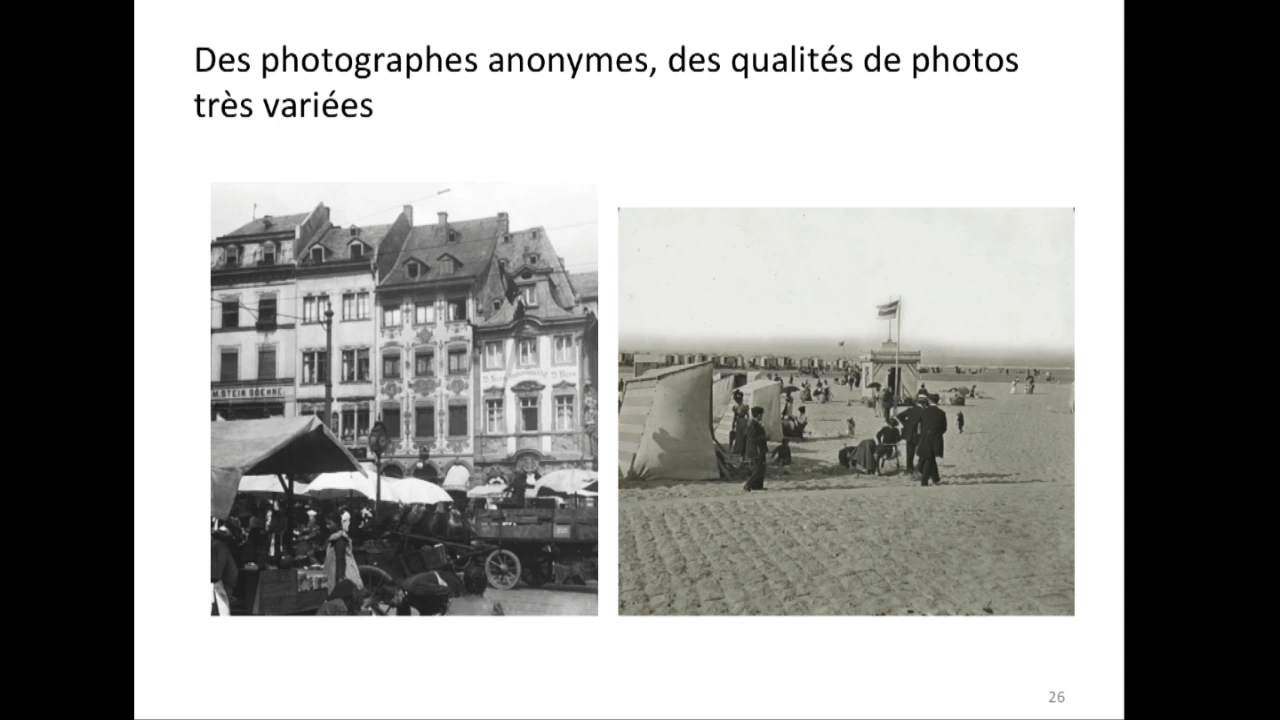 Des photographes anonymes, des qualités de photos
très variées
26